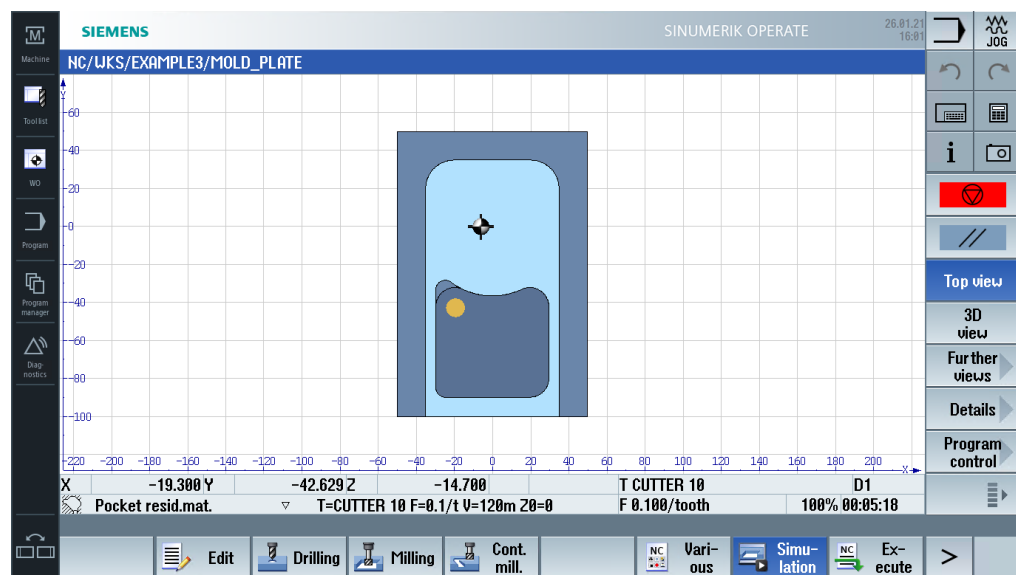 SIEMENS
SINUMERIK OPERATE
26.01.21
16:01
JOG
M
Machine
NC/WKS/EXAMPLE3/MOLD_PLATE
Tool list
WO
Program
Program
manager
Diag-
nostics
Y
60
40
20
0
-20
-40
-60
-80
-100
-220 -200 -180 -160 -140 -120 -100 -80 -60 -40 -20 0 20 40 60 80 100 120 140 160 180 200
X
X -19.300 Y -42.629 Z -14.700 T CUTTER 10 D1
Pocket resid.mat. ▽ T=CUTTER 10 F=0.1/t V=120m Z0=0 F 0.100/tooth 100% 00:05:18
i
Top view
3D
view
Further
views
Details
Program
control
Edit
Drilling
Milling
Cont.
mill.
NC
Vari-
ous
Simu-
lation
NC
Ex-
ecute
>